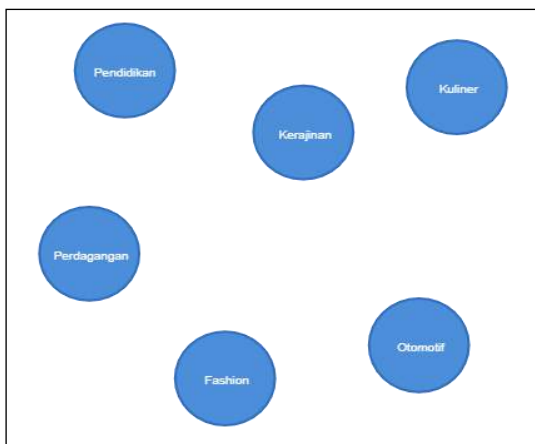 Pendidikan
Kuliner
Kerajinan
Perdagangan
Otomotif
Fashion